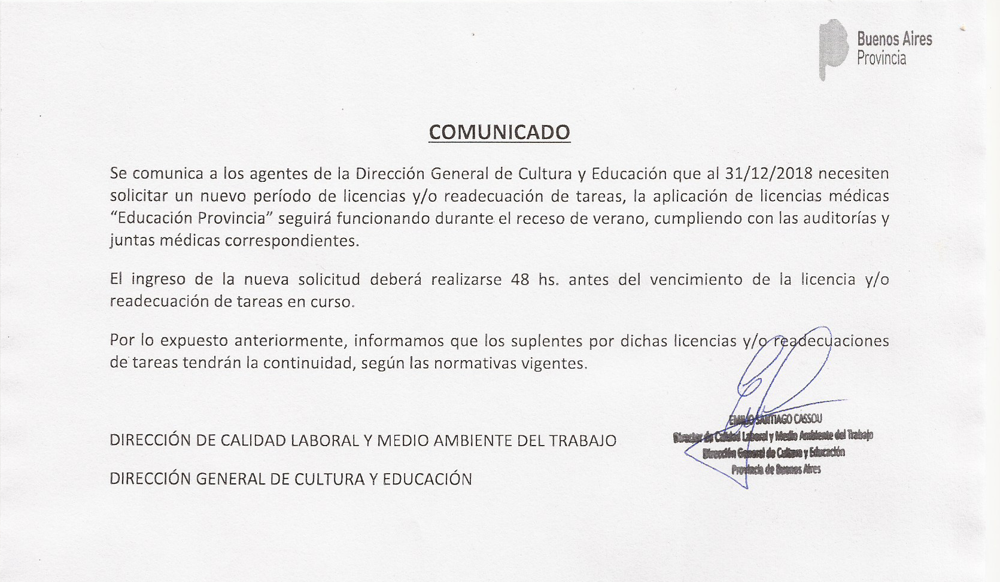 Buenos Aires
Provincia
COMUNICADO
Se comunica a los agentes de la Dirección General de Cultura y Educación que al 31/12/2018 necesiten
solicitar un nuevo período de licencias y/o readecuación de tareas, la aplicación de licencias médicas
“Educación Provincia” seguirá funcionando durante el receso de verano, cumpliendo con las auditorías y
juntas médicas correspondientes.
El ingreso de la nueva solicitud deberá realizarse 48 hs. antes del vencimiento de la licencia y/o
readecuación de tareas en curso.
Por lo expuesto anteriormente, informamos que los suplentes por dichas licencias y/o readecuaciones
de tareas tendrán la continuidad, según las normativas vigentes.
DIRECCIÓN DE CALIDAD LABORAL Y MEDIO AMBIENTE DEL TRABAJO
DIRECCIÓN GENERAL DE CULTURA Y EDUCACIÓN
EMILIO SANTIAGO CASSOU
Director de Calidad Laboral y Medio Ambiente del Trabajo
Dirección General de Cultura y Educación
Provincia de Buenos Aires